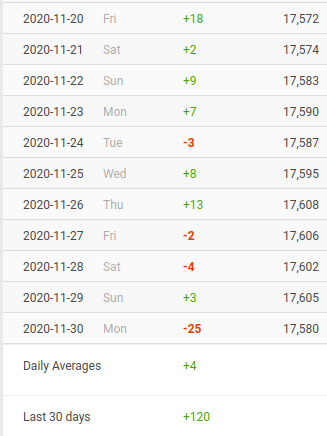 2020-11-20 Fri +18 17,572
2020-11-21 Sat +2 17,574
2020-11-22 Sun +9 17,583
2020-11-23 Mon +7 17,590
2020-11-24 Tue -3 17,587
2020-11-25 Wed +8 17,595
2020-11-26 Thu +13 17,608
2020-11-27 Fri -2 17,606
2020-11-28 Sat -4 17,602
2020-11-29 Sun +3 17,605
2020-11-30 Mon -25 17,580
Daily Averages +4
Last 30 days +120